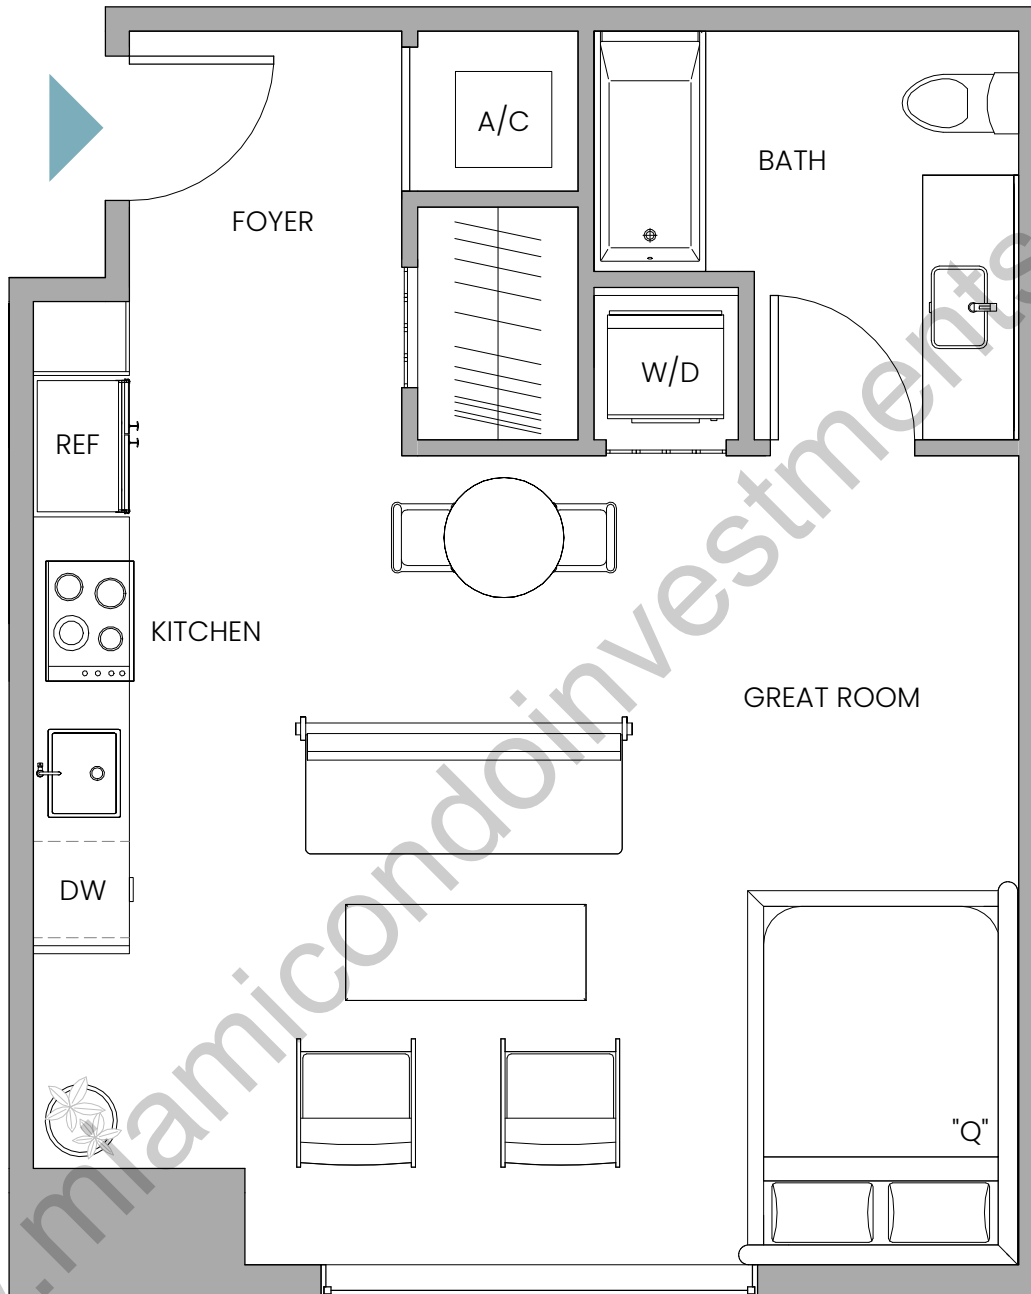 A/C
BATH
FOYER
W/D
REF
KITCHEN
GREAT ROOM
DW
"Q"
.miamicondoinvestments